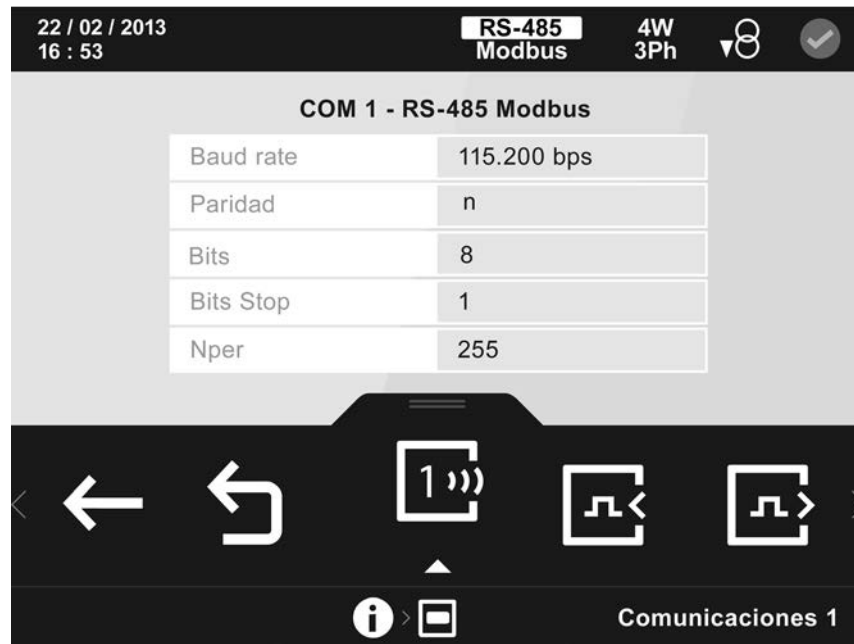 22 / 02 / 2013
16 : 53
RS-485
Modbus
4W
3Ph
COM 1 - RS-485 Modbus
Baud rate 115.200 bps
Paridad n
Bits 8
Bits Stop 1
Nper 255
1
Comunicaciones 1